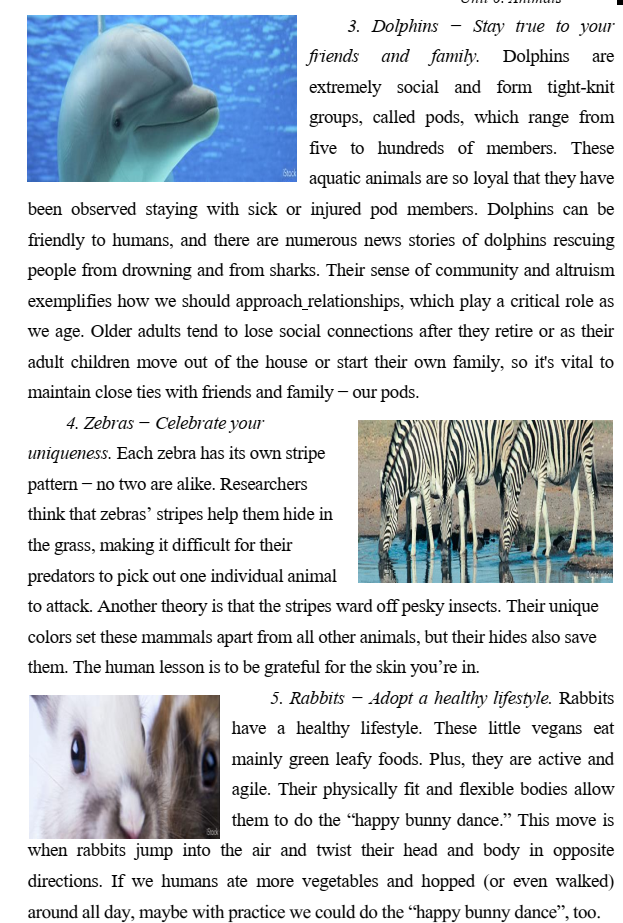 Unit 6. Animals
3. Dolphins – Stay true to your
friends and family. Dolphins are
extremely social and form tight-knit
groups, called pods, which range from
five to hundreds of members. These
iStock
aquatic animals are so loyal that they have
been observed staying with sick or injured pod members. Dolphins can be
friendly to humans, and there are numerous news stories of dolphins rescuing
people from drowning and from sharks. Their sense of community and altruism
exemplifies how we should approach relationships, which play a critical role as
we age. Older adults tend to lose social connections after they retire or as their
adult children move out of the house or start their own family, so it's vital to
maintain close ties with friends and family – our pods.
4. Zebras – Celebrate your
uniqueness. Each zebra has its own stripe
pattern – no two are alike. Researchers
think that zebras’ stripes help them hide in
the grass, making it difficult for their
predators to pick out one individual animal
to attack. Another theory is that the stripes ward off pesky insects. Their unique
colors set these mammals apart from all other animals, but their hides also save
them. The human lesson is to be grateful for the skin you’re in.
5. Rabbits – Adopt a healthy lifestyle. Rabbits
have a healthy lifestyle. These little vegans eat
mainly green leafy foods. Plus, they are active and
agile. Their physically fit and flexible bodies allow
them to do the “happy bunny dance.” This move is
iStock
when rabbits jump into the air and twist their head and body in opposite
directions. If we humans ate more vegetables and hopped (or even walked)
around all day, maybe with practice we could do the “happy bunny dance”, too.